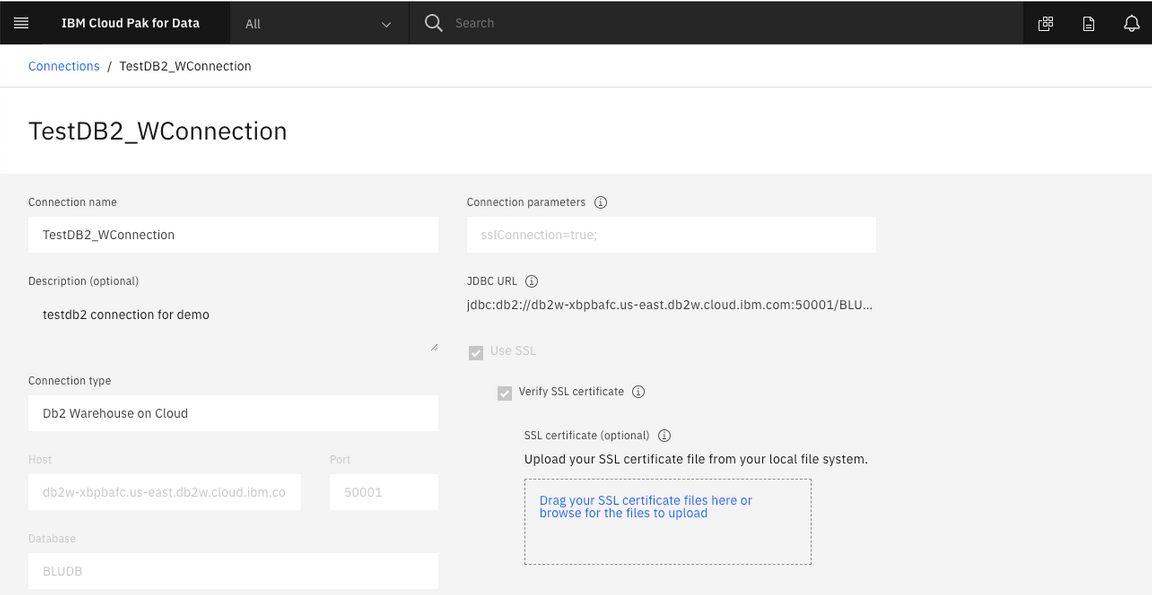 IBM Cloud Pak for Data
All
Search
Connections / TestDB2_WConnection
TestDB2_WConnection
Connection name
TestDB2_WConnection
Description (optional)
testdb2 connection for demo
Connection type
Db2 Warehouse on Cloud
Host
db2w-xbpbafc.us-east.db2w.cloud.ibm.co
Port
50001
Database
BLUDB
Connection parameters
sslConnection=true;
JDBC URL
jdbc:db2://db2w-xbpbafc.us-east.db2w.cloud.ibm.com:50001/BLU...
Use SSL
Verify SSL certificate
SSL certificate (optional)
Upload your SSL certificate file from your local file system.
Drag your SSL certificate files here or
browse for the files to upload